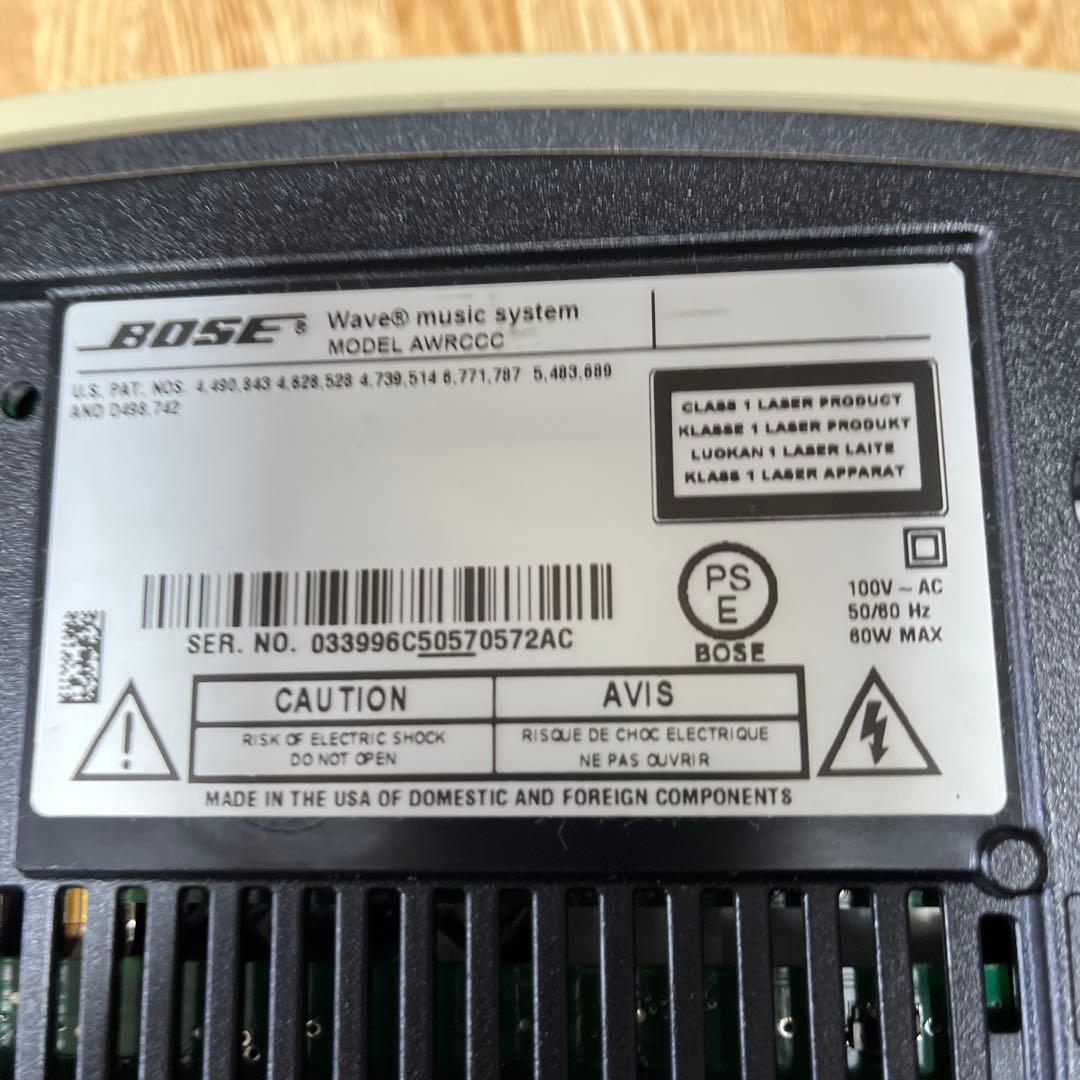 BOSE® Wave® music system
MODEL AWRCCC
U.S. PAT. NOS. 4,490,843 4,628,528 4,739,514 6,771,787 5,483,689
AND D498,742
CLASS 1 LASER PRODUCT
KLASSE 1 LASER PRODUKT
LUOKAN 1 LASER LAITE
KLASS 1 LASER APPARAT
PS
E
BOSE
100V ~ AC
50/60 Hz
60W MAX
SER. NO. 033996C50570572AC
CAUTION
RISK OF ELECTRIC SHOCK
DO NOT OPEN
AVIS
RISQUE DE CHOC ELECTRIQUE
NE PAS OUVRIR
MADE IN THE USA OF DOMESTIC AND FOREIGN COMPONENTS